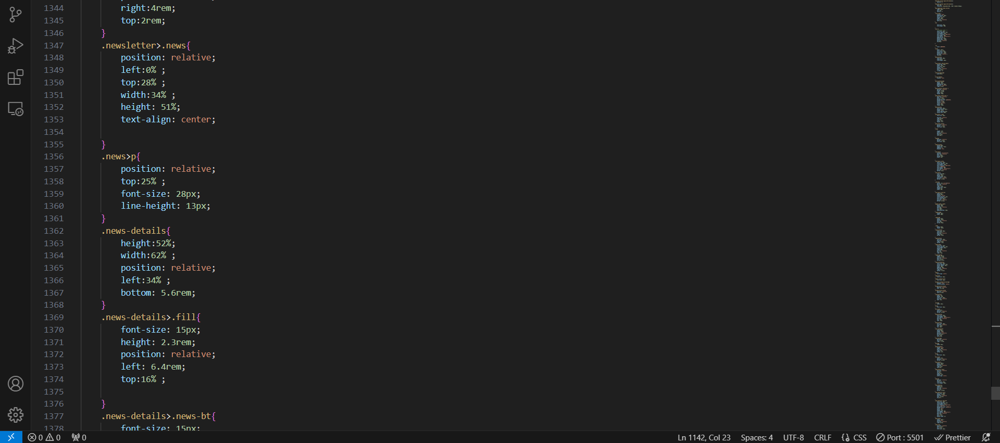 1344 right:4rem;
1345 top:2rem;
1346 }
1347 .newsletter>.news{
1348 position: relative;
1349 left:0% ;
1350 top:28% ;
1351 width:34% ;
1352 height: 51%;
1353 text-align: center;
1354
1355 }
1356 .news>p{
1357 position: relative;
1358 top:25% ;
1359 font-size: 28px;
1360 line-height: 13px;
1361 }
1362 .news-details{
1363 height:52%;
1364 width:62% ;
1365 position: relative;
1366 left:34% ;
1367 bottom: 5.6rem;
1368 }
1369 .news-details>.fill{
1370 font-size: 15px;
1371 height: 2.3rem;
1372 position: relative;
1373 left: 6.4rem;
1374 top:16% ;
1375
1376 }
1377 .news-details>.news-bt{
1378 font-size: 15px;
0 0 0 Ln 1142, Col 23 Spaces: 4 UTF-8 CRLF {} CSS Port : 5501 Prettier